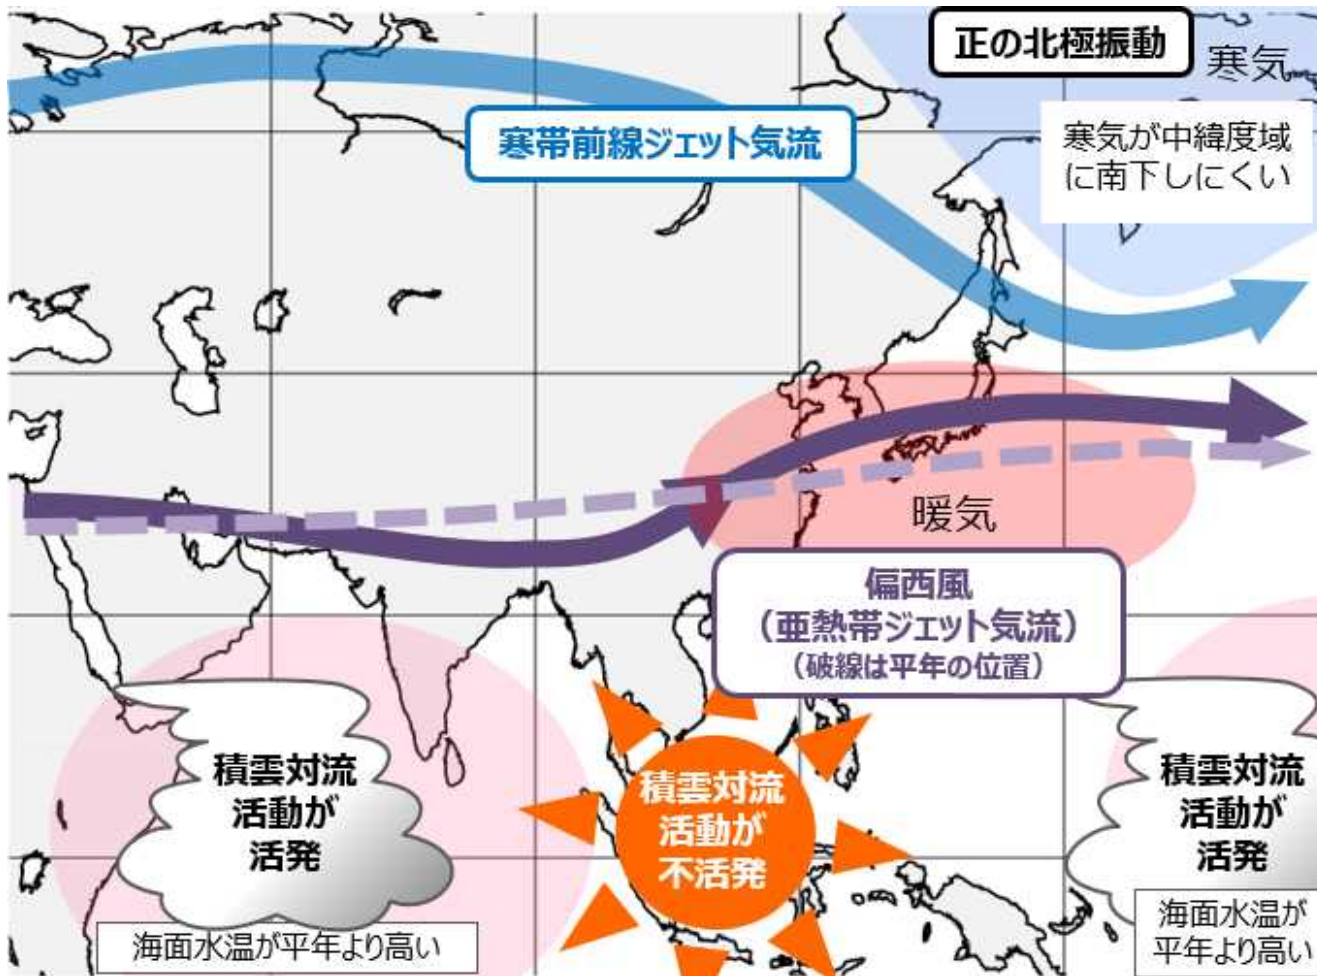 正の北極振動
寒気
寒気が中緯度域
に南下しにくい
寒帯前線ジェット気流
暖気
偏西風
（亜熱帯ジェット気流）
（破線は平年の位置）
積雲対流
活動が
活発
海面水温が平年より高い
積雲対流
活動が
不活発
積雲対流
活動が
活発
海面水温が
平年より高い